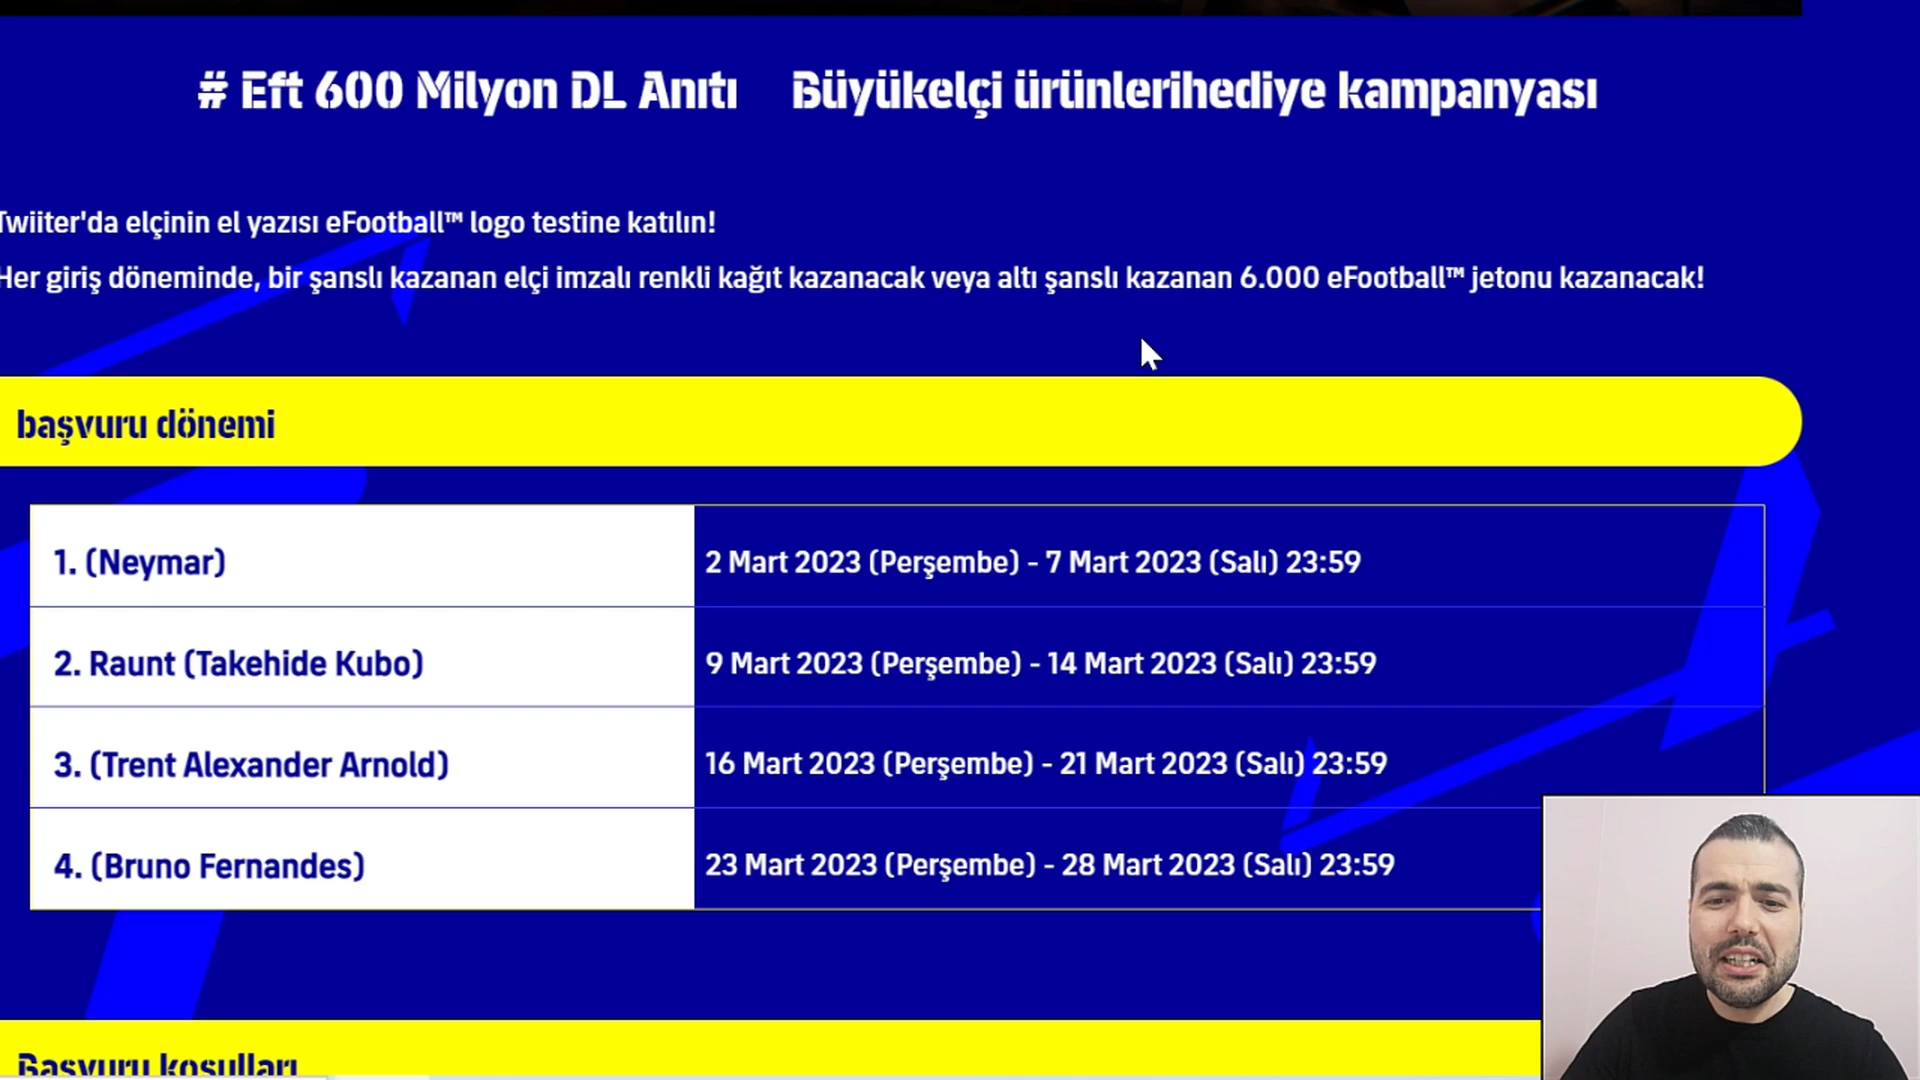 # Eft 600 Milyon DL Anıtı Büyükelçi ürünlerihediye kampanyası
Twiiter'da elçinin el yazısı eFootball™ logo testine katılın!
Her giriş döneminde, bir şanslı kazanan elçi imzalı renkli kağıt kazanacak veya altı şanslı kazanan 6.000 eFootball™ jetonu kazanacak!
başvuru dönemi
1. (Neymar) 2 Mart 2023 (Perşembe) - 7 Mart 2023 (Salı) 23:59
2. Raunt (Takehide Kubo) 9 Mart 2023 (Perşembe) - 14 Mart 2023 (Salı) 23:59
3. (Trent Alexander Arnold) 16 Mart 2023 (Perşembe) - 21 Mart 2023 (Salı) 23:59
4. (Bruno Fernandes) 23 Mart 2023 (Perşembe) - 28 Mart 2023 (Salı) 23:59
Başvuru koşulları